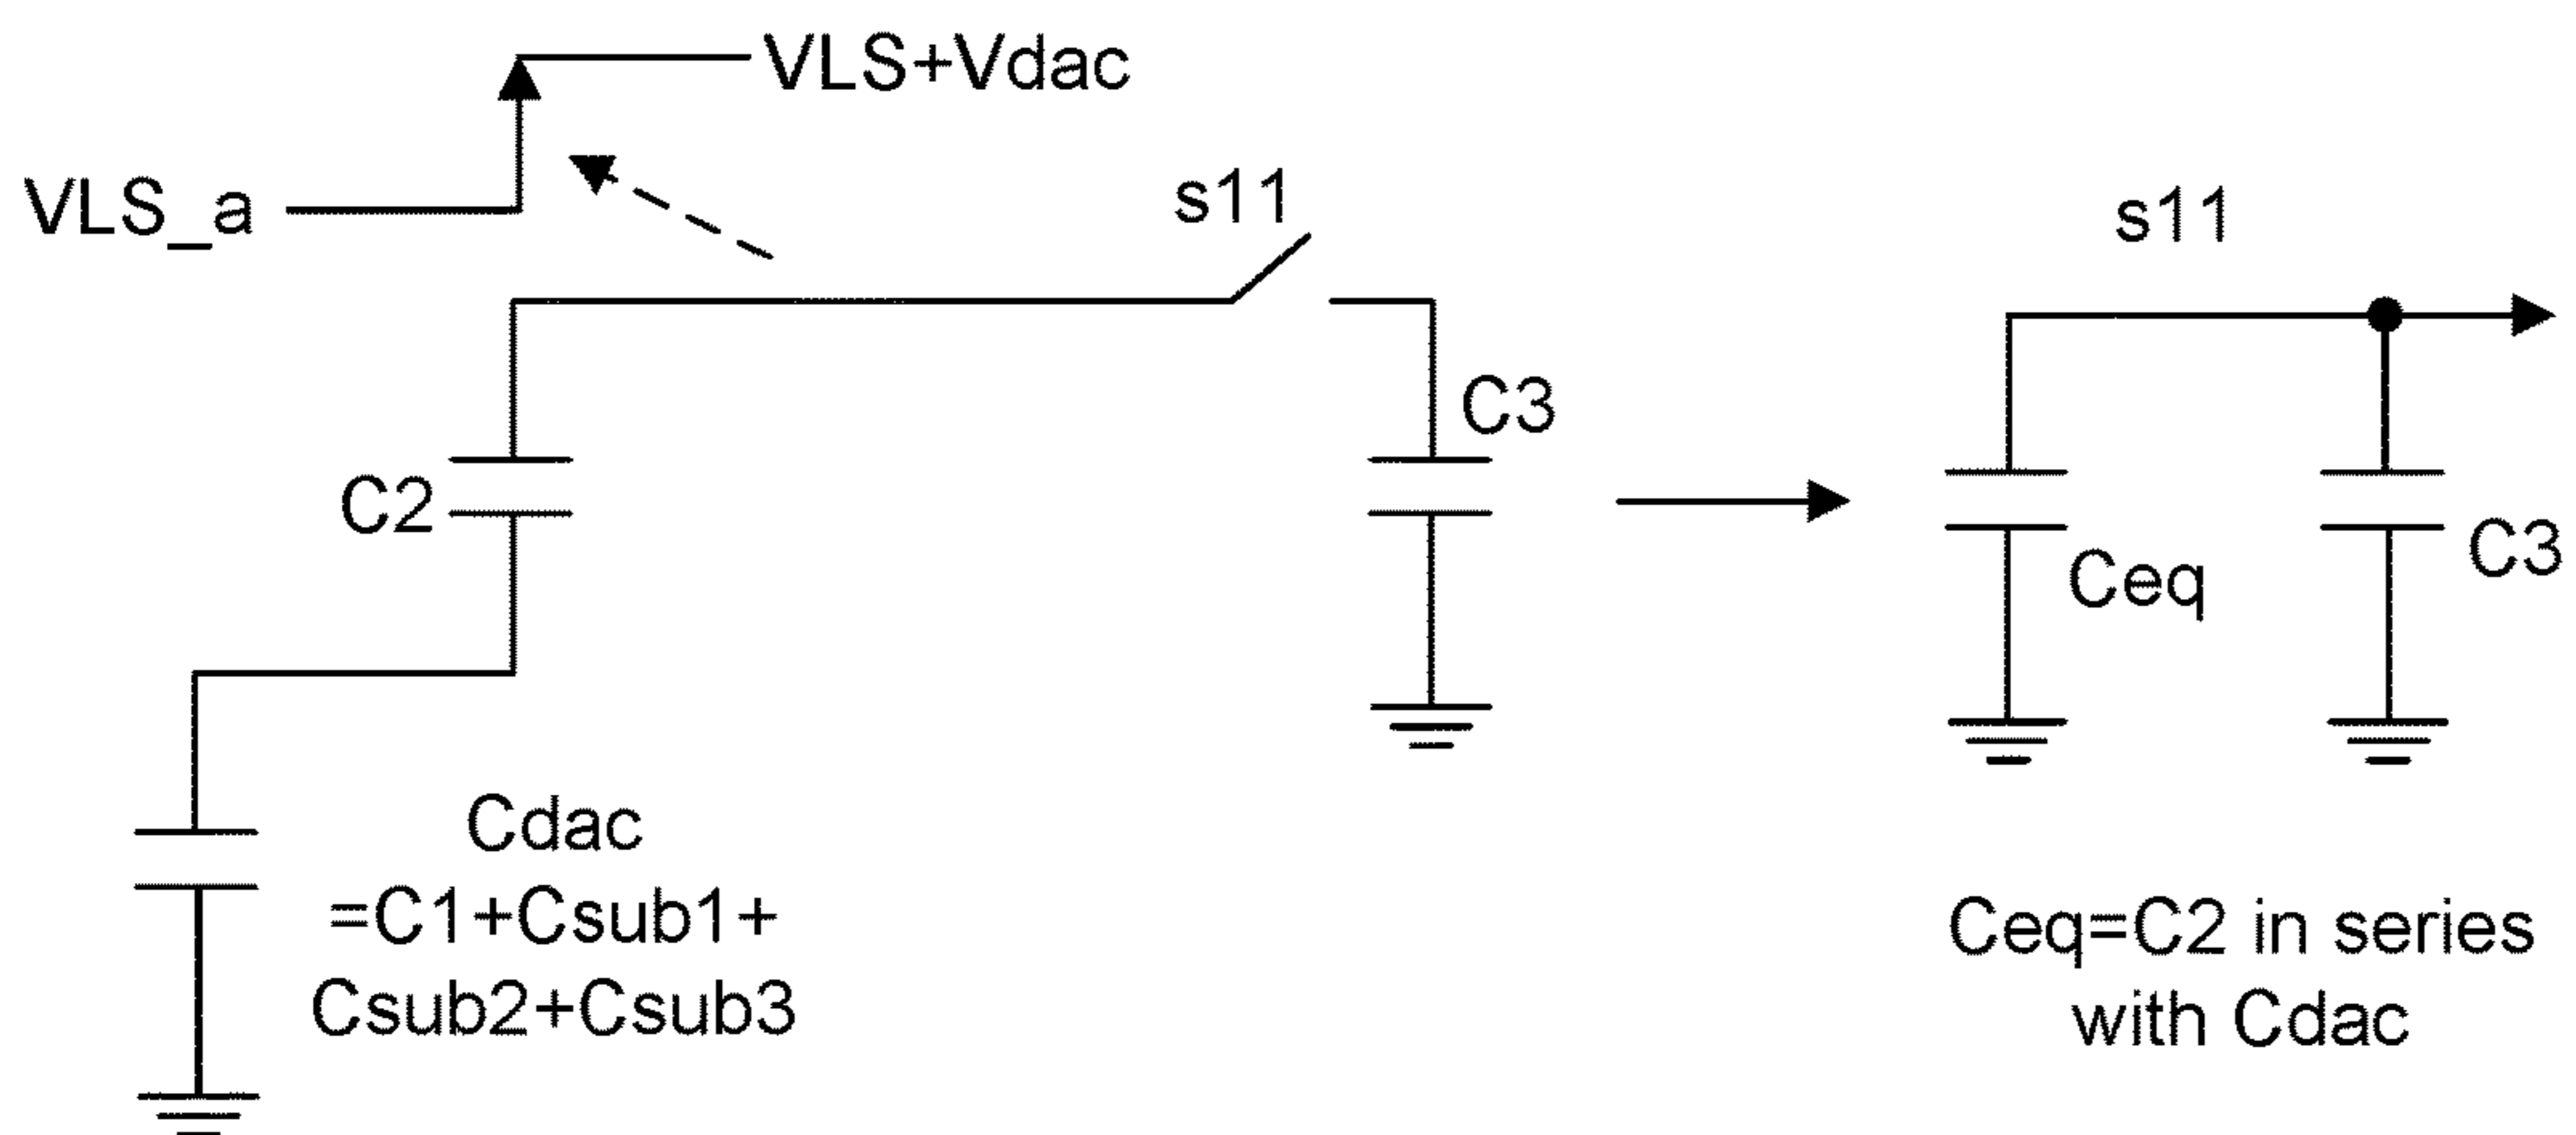 VLS+Vdac
VLS_a
s11
s11
C3
C2
C3
Ceq
Cdac
=C1+Csub1+
Csub2+Csub3
Ceq=C2 in series
with Cdac